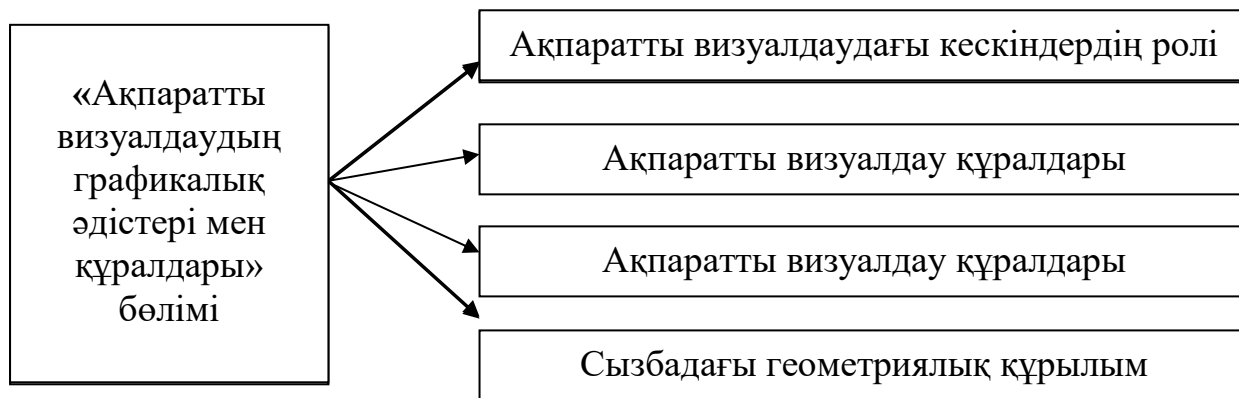 «Ақпаратты
визуалдаудың
графикалық
әдістері мен
құралдары»
бөлімі
Ақпаратты визуалдаудағы кескіндердің ролі
Ақпаратты визуалдау құралдары
Ақпаратты визуалдау құралдары
Сызбадағы геометриялық құрылым